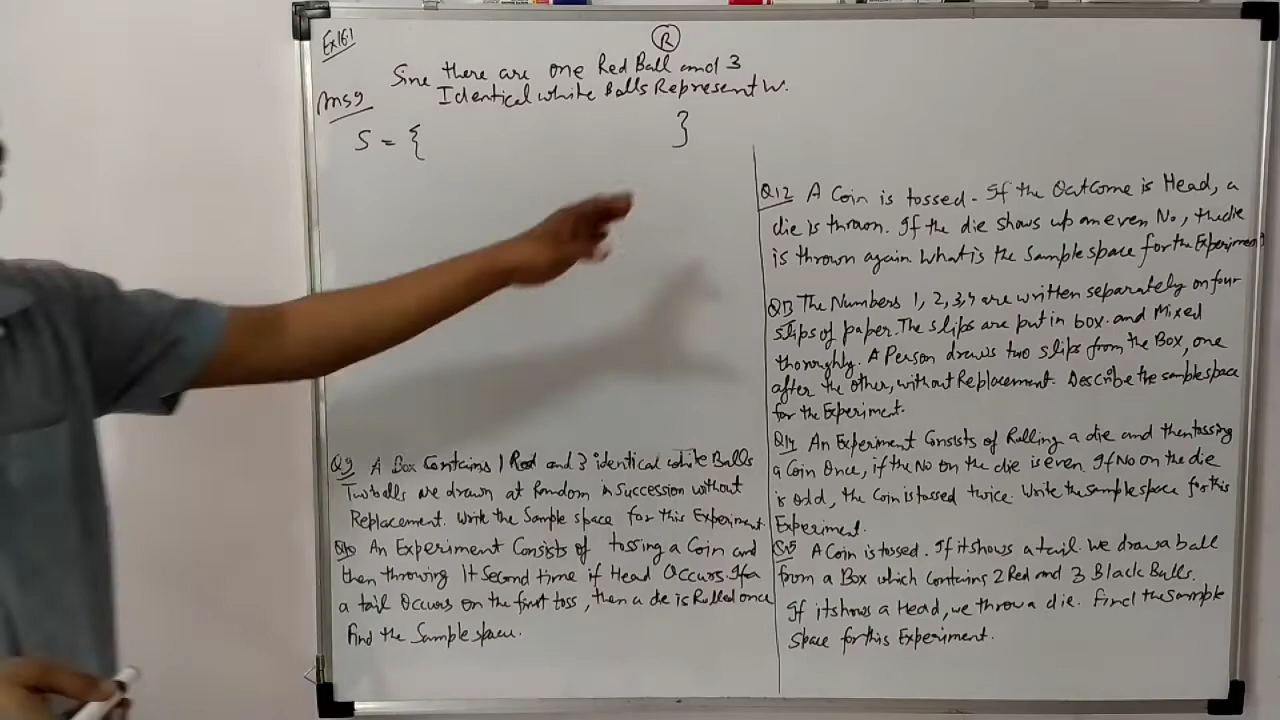 Ex16.1
R
Sine there are one Red Ball and 3
Identical white Balls Represent W.
Ans9
S = { }
Q9 A Box Contains 1 Red and 3 identical white Balls
Two balls are drawn at Random in Succession without
Replacement. Write the Sample space for this Experiment.
Q10 An Experiment Consists of tossing a Coin and
then throwing It Second time if Head Occurs. If a
a tail Occurs on the first toss, then a die is Rolled once
Find the Sample space.
Q12 A Coin is tossed. If the Outcome is Head, a
die is thrown. If the die shows up an even No, the die
is thrown again. What is the Sample space for the Experiment?
Q13 The Numbers 1, 2, 3, 4 are written separately on four
slips of paper. The slips are put in box and Mixed
thoroughly. A Person draws two slips from the Box, one
after the other, without Replacement. Describe the sample space
for the Experiment.
Q14 An Experiment Consists of Rolling a die and then tossing
a Coin Once, if the No on the die is even. If No on the die
is odd, the Coin is tossed twice. Write the sample space for this
Experiment.
Q15 A Coin is tossed. If it shows a tail we draw a ball
from a Box which contains 2 Red and 3 Black Balls.
If it shows a Head, we throw a die. Find the Sample
Space for this Experiment.